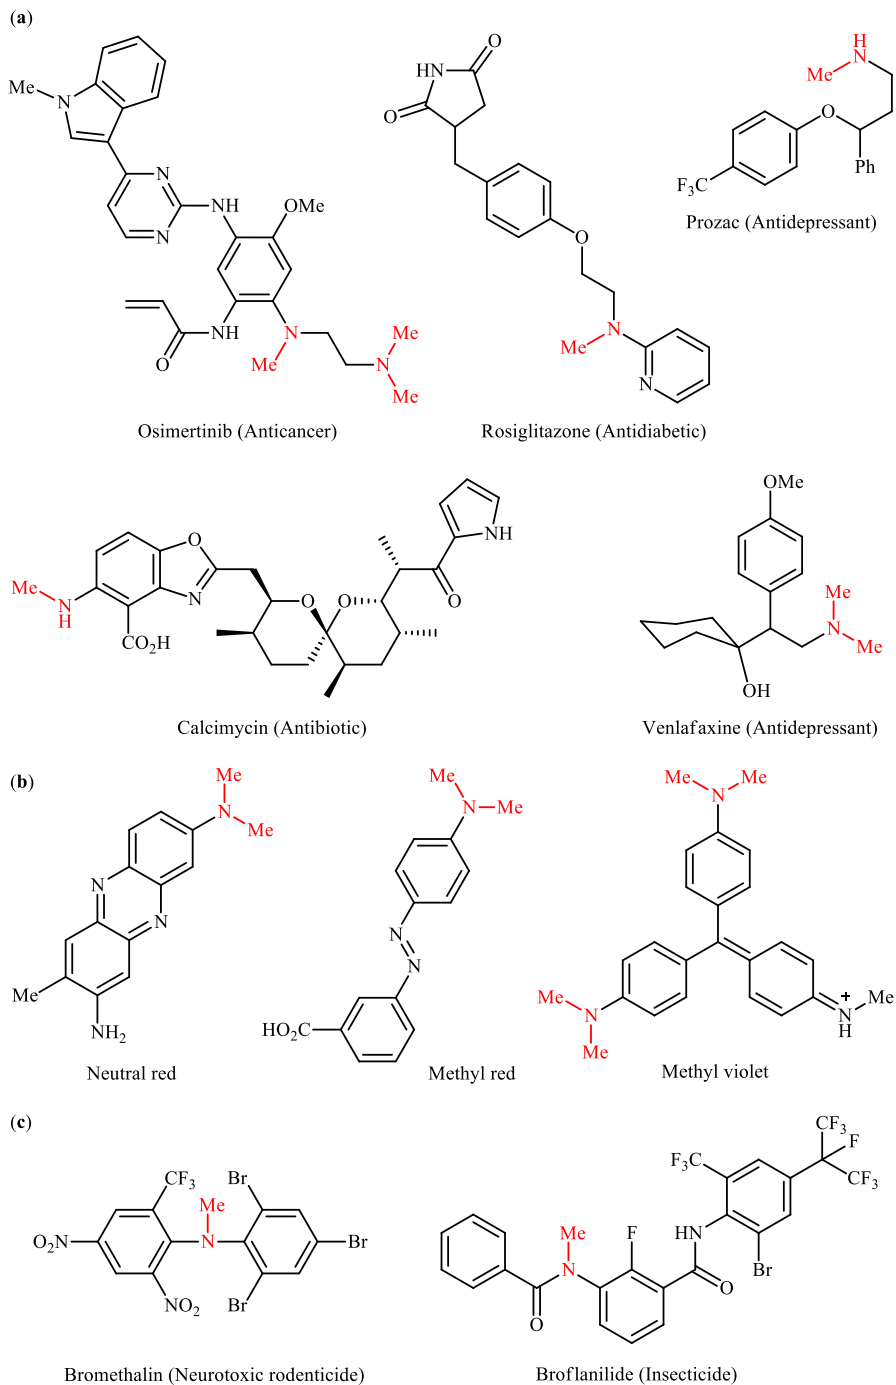 (a)
Me
N
N
N
NH
OMe
O
NH
N
Me
N
Me
Me
Osimertinib (Anticancer)
O
HN
O
O
N
Me
N
Rosiglitazone (Antidiabetic)
H
N
Me
O
F3C
Ph
Prozac (Antidepressant)
Me
N
H
CO2H
O
N
O
O
O
NH
Calcimycin (Antibiotic)
OMe
Me
N
Me
OH
Venlafaxine (Antidepressant)
(b)
Me
N
Me
N
N
Me
NH2
Neutral red
Me
N
Me
N
N
HO2C
Methyl red
Me
Me
N
Me
N
Me
+
N
H
Me
Methyl violet
(c)
CF3
Me
Br
O2N
N
Br
NO2
Br
Bromethalin (Neurotoxic rodenticide)
CF3
F
F3C
CF3
Me
F
HN
N
Br
O
O
Broflanilide (Insecticide)